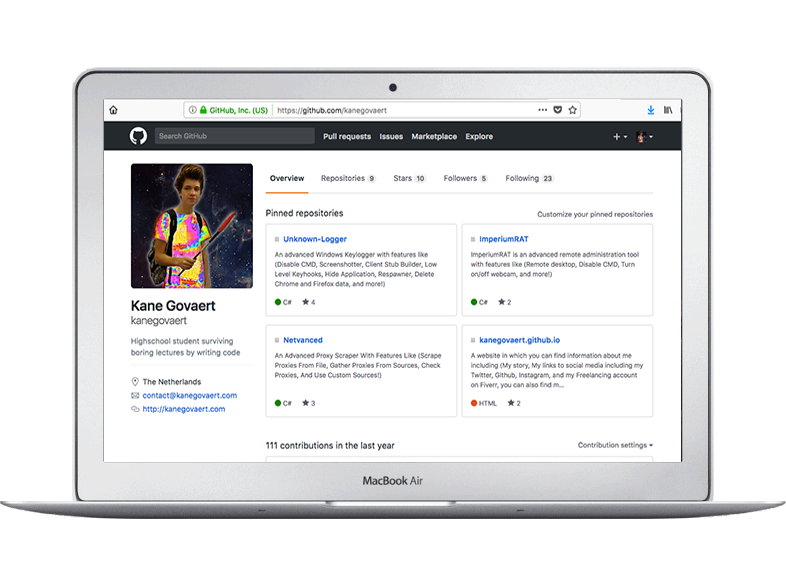 GitHub, Inc. (US) https://github.com/kanegovaert
Search GitHub Pull requests Issues Marketplace Explore
Overview Repositories 9 Stars 10 Followers 5 Following 23
Pinned repositories Customize your pinned repositories
Unknown-Logger
An advanced Windows Keylogger with features like
(Disable CMD, Screenshotter, Client Stub Builder, Low
Level Keyhooks, Hide Application, Respawner, Delete
Chrome and Firefox data, and more!)
C# 4
ImperiumRAT
ImperiumRAT is an advanced remote administration tool
with features like (Remote desktop, Disable CMD, Turn
on/off webcam, and more!)
C# 2
Kane Govaert
kanegovaert
Highschool student surviving
boring lectures by writing code
The Netherlands
contact@kanegovaert.com
http://kanegovaert.com
Netvanced
An Advanced Proxy Scraper With Features Like (Scrape
Proxies From File, Gather Proxies From Sources, Check
Proxies, And Use Custom Sources!)
C# 3
kanegovaert.github.io
A website in which you can find information about me
including (My story, My links to social media including my
Twitter, Github, Instagram, and my Freelancing account
on Fiverr, you can also find m...
HTML 2
111 contributions in the last year Contribution settings
MacBook Air